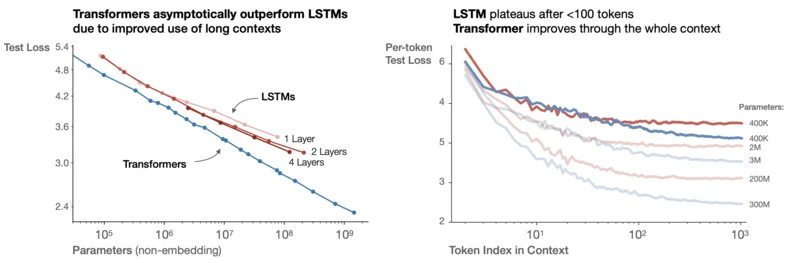 Transformers asymptotically outperform LSTMs
due to improved use of long contexts
Test Loss
5.4
4.8
4.2
3.6
3.0
2.4
LSTMs
1 Layer
2 Layers
4 Layers
Transformers
10⁵
10⁶
10⁷
10⁸
10⁹
Parameters (non-embedding)
LSTM plateaus after <100 tokens
Transformer improves through the whole context
Per-token
Test Loss
6
4
5
3
2
Parameters:
400K
400K
2M
3M
200M
300M
10¹
10²
10³
Token Index in Context